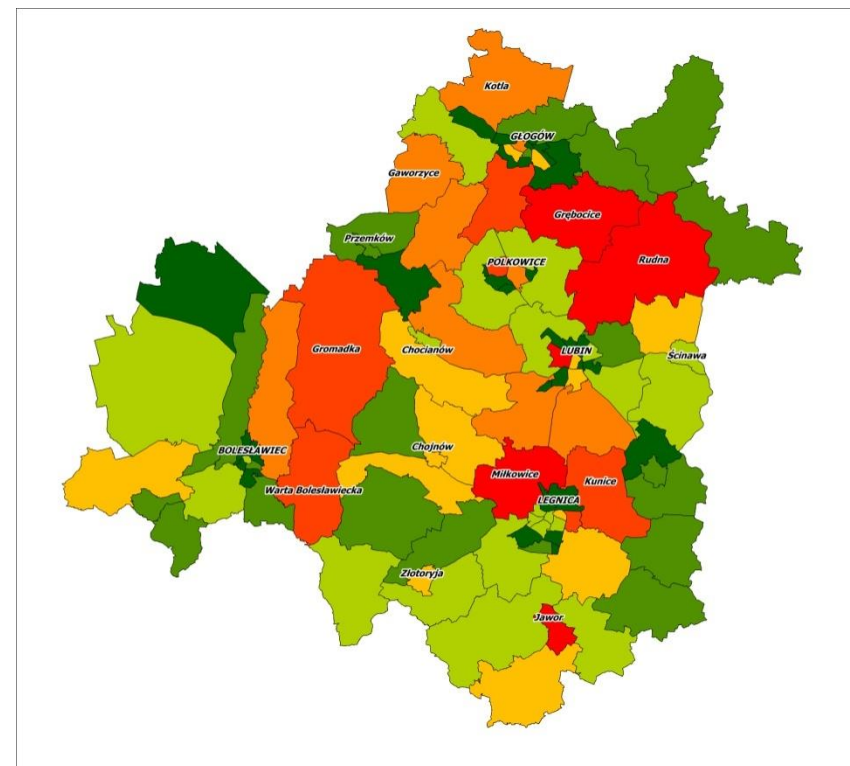 Kotla
GŁOGÓW
Gaworzyce
Grębocice
Przemków
POLKOWICE
Rudna
Gromadka
Chocianów
LUBIN
Ścinawa
BOLESŁAWIEC
Chojnów
Warta Bolesławiecka
Miłkowice
Kunice
LEGNICA
Złotoryja
Jawor